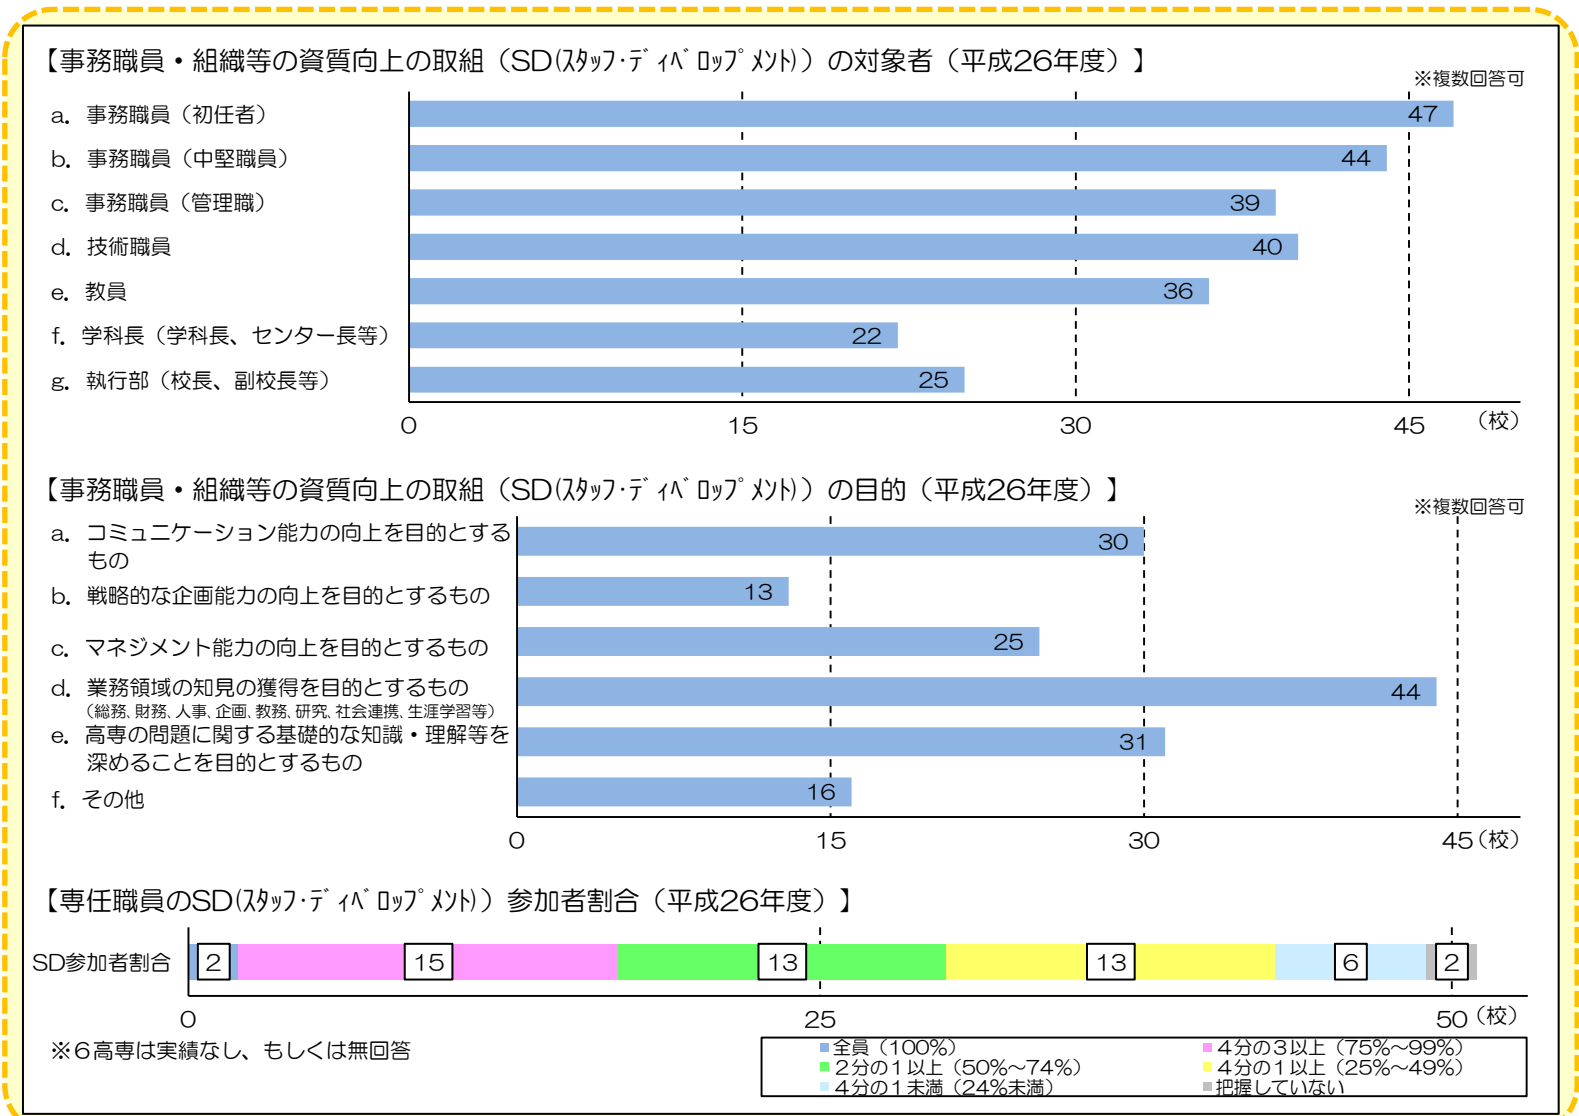 【事務職員・組織等の資質向上の取組（SD(ｽﾀｯﾌ･ﾃﾞｨﾍﾞﾛｯﾌﾟﾒﾝﾄ)）の対象者（平成26年度）】
※複数回答可
a. 事務職員（初任者）
47
b. 事務職員（中堅職員）
44
c. 事務職員（管理職）
39
d. 技術職員
40
e. 教員
36
f. 学科長（学科長、センター長等）
22
g. 執行部（校長、副校長等）
25
0 15 30 45 （校）
【事務職員・組織等の資質向上の取組（SD(ｽﾀｯﾌ･ﾃﾞｨﾍﾞﾛｯﾌﾟﾒﾝﾄ)）の目的（平成26年度）】
※複数回答可
a. コミュニケーション能力の向上を目的とする
もの
30
b. 戦略的な企画能力の向上を目的とするもの
13
c. マネジメント能力の向上を目的とするもの
25
d. 業務領域の知見の獲得を目的とするもの
（総務、財務、人事、企画、教務、研究、社会連携、生涯学習等）
44
e. 高専の問題に関する基礎的な知識・理解等を
深めることを目的とするもの
31
f. その他
16
0 15 30 45 （校）
【専任職員のSD(ｽﾀｯﾌ･ﾃﾞｨﾍﾞﾛｯﾌﾟﾒﾝﾄ)）参加者割合（平成26年度）】
SD参加者割合 2 15 13 13 6 2
0 25 50 （校）
※６高専は実績なし、もしくは無回答
全員（100%） ４分の３以上（75%～99%）
２分の１以上（50%～74%） ４分の１以上（25%～49%）
４分の１未満（24%未満） 把握していない